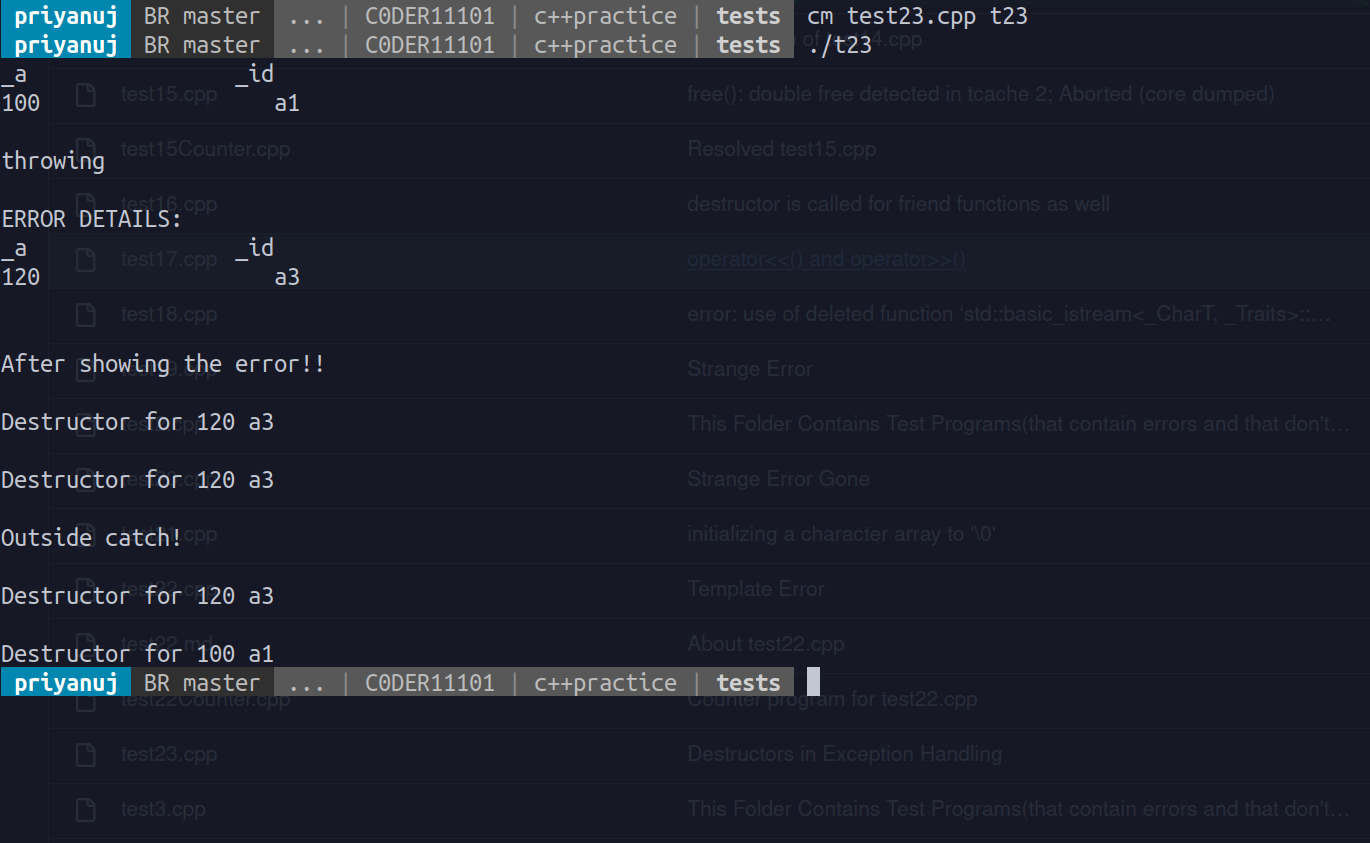 priyanuj BR master ... | C0DER11101 | c++practice | tests cm test23.cpp t23
priyanuj BR master ... | C0DER11101 | c++practice | tests ./t23
of test14.cpp
_a _id
100 a1
test15.cpp free(): double free detected in tcache 2; Aborted (core dumped)
test15Counter.cpp Resolved test15.cpp
throwing
test16.cpp destructor is called for friend functions as well
ERROR DETAILS:
_a _id
120 a3
test17.cpp operator<<() and operator>>()
test18.cpp error: use of deleted function 'std::basic_istream<_CharT, _Traits>::...
After showing the error!!
Strange Error
Destructor for 120 a3
This Folder Contains Test Programs(that contain errors and that don't...
Destructor for 120 a3
Strange Error Gone
Outside catch!
initializing a character array to '\0'
Destructor for 120 a3
test22.cpp Template Error
Destructor for 100 a1
test22.md About test22.cpp
priyanuj BR master ... | C0DER11101 | c++practice | tests
test22Counter.cpp Counter program for test22.cpp
test23.cpp Destructors in Exception Handling
test3.cpp This Folder Contains Test Programs(that contain errors and that don't...